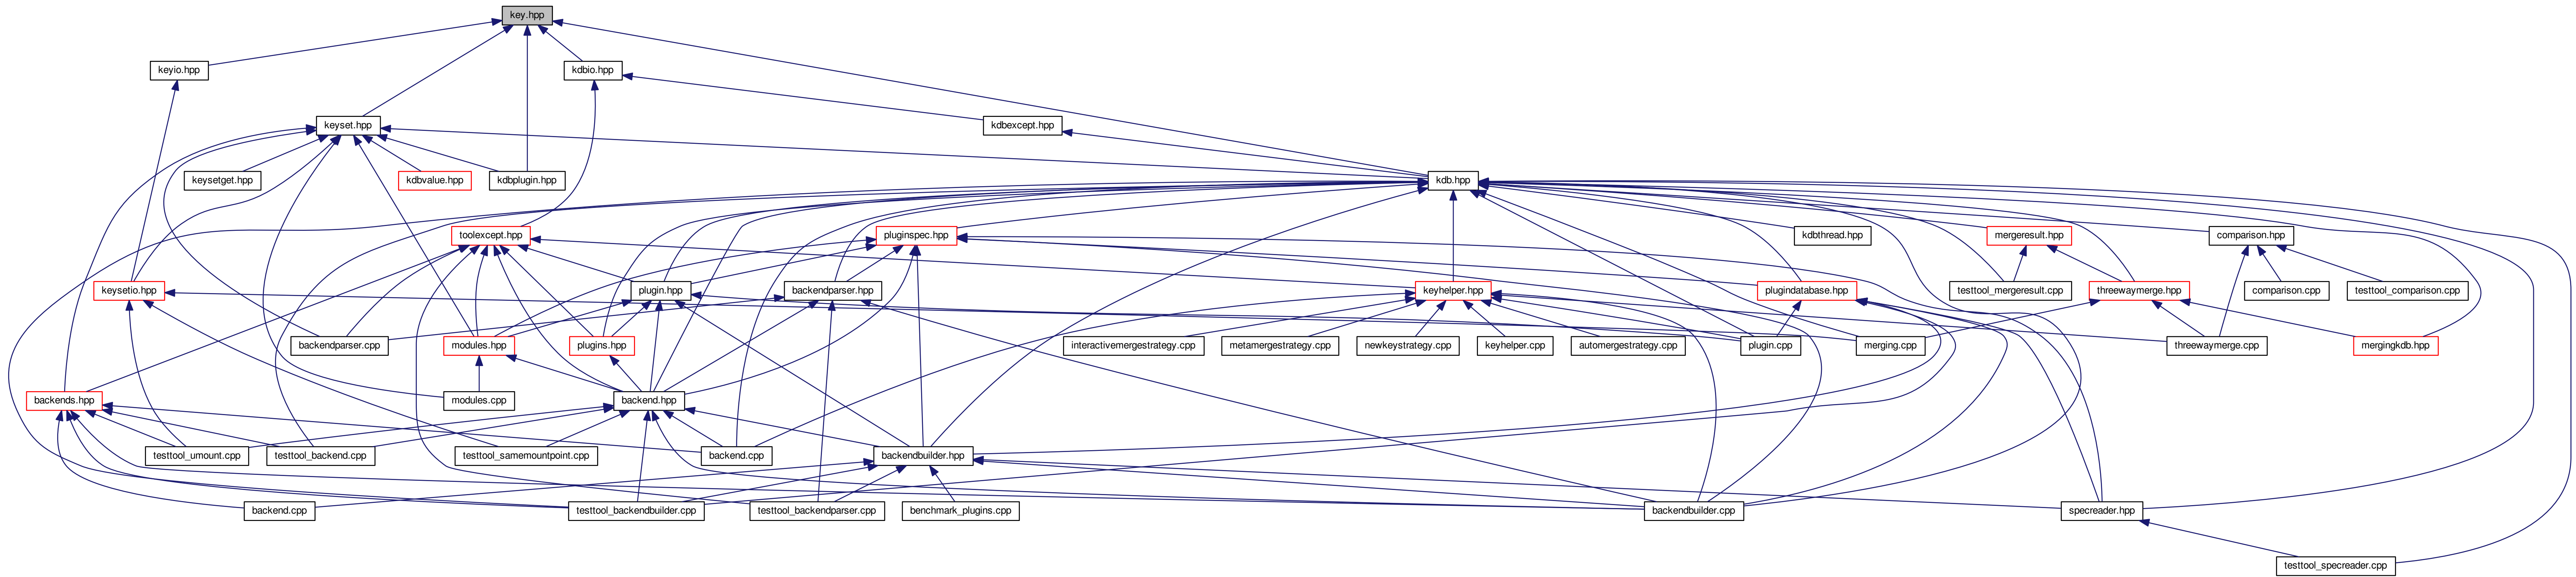 key.hpp
keyio.hpp
kdbio.hpp
keyset.hpp
kdbexcept.hpp
keysetget.hpp
kdbvalue.hpp
kdbplugin.hpp
kdb.hpp
toolexcept.hpp
pluginspec.hpp
kdbthread.hpp
mergeresult.hpp
comparison.hpp
keysetio.hpp
plugin.hpp
backendparser.hpp
keyhelper.hpp
plugindatabase.hpp
testtool_mergeresult.cpp
threewaymerge.hpp
comparison.cpp
testtool_comparison.cpp
backendparser.cpp
modules.hpp
plugins.hpp
interactivemergestrategy.cpp
metamergestrategy.cpp
newkeystrategy.cpp
keyhelper.cpp
automergestrategy.cpp
plugin.cpp
merging.cpp
threewaymerge.cpp
mergingkdb.hpp
backends.hpp
modules.cpp
backend.hpp
testtool_umount.cpp
testtool_backend.cpp
testtool_samemountpoint.cpp
backend.cpp
backendbuilder.hpp
backend.cpp
testtool_backendbuilder.cpp
testtool_backendparser.cpp
benchmark_plugins.cpp
backendbuilder.cpp
specreader.hpp
testtool_specreader.cpp